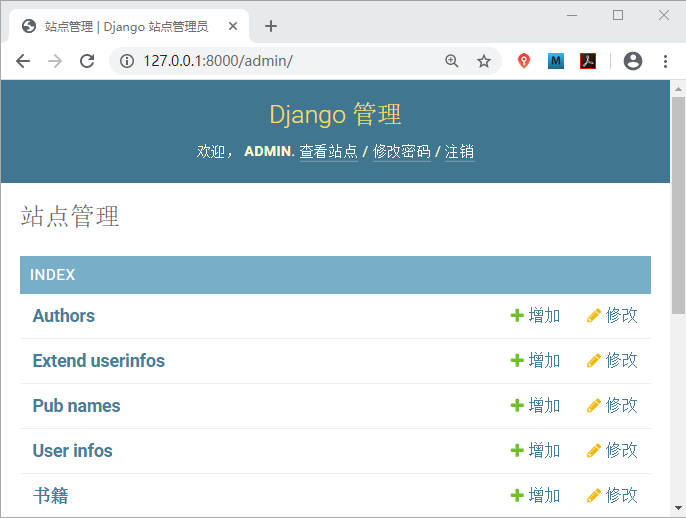 站点管理 | Django 站点管理员
127.0.0.1:8000/admin/
M
Django 管理
欢迎， ADMIN. 查看站点 / 修改密码 / 注销
站点管理
INDEX
Authors 增加 修改
Extend userinfos 增加 修改
Pub names 增加 修改
User infos 增加 修改
书籍 增加 修改